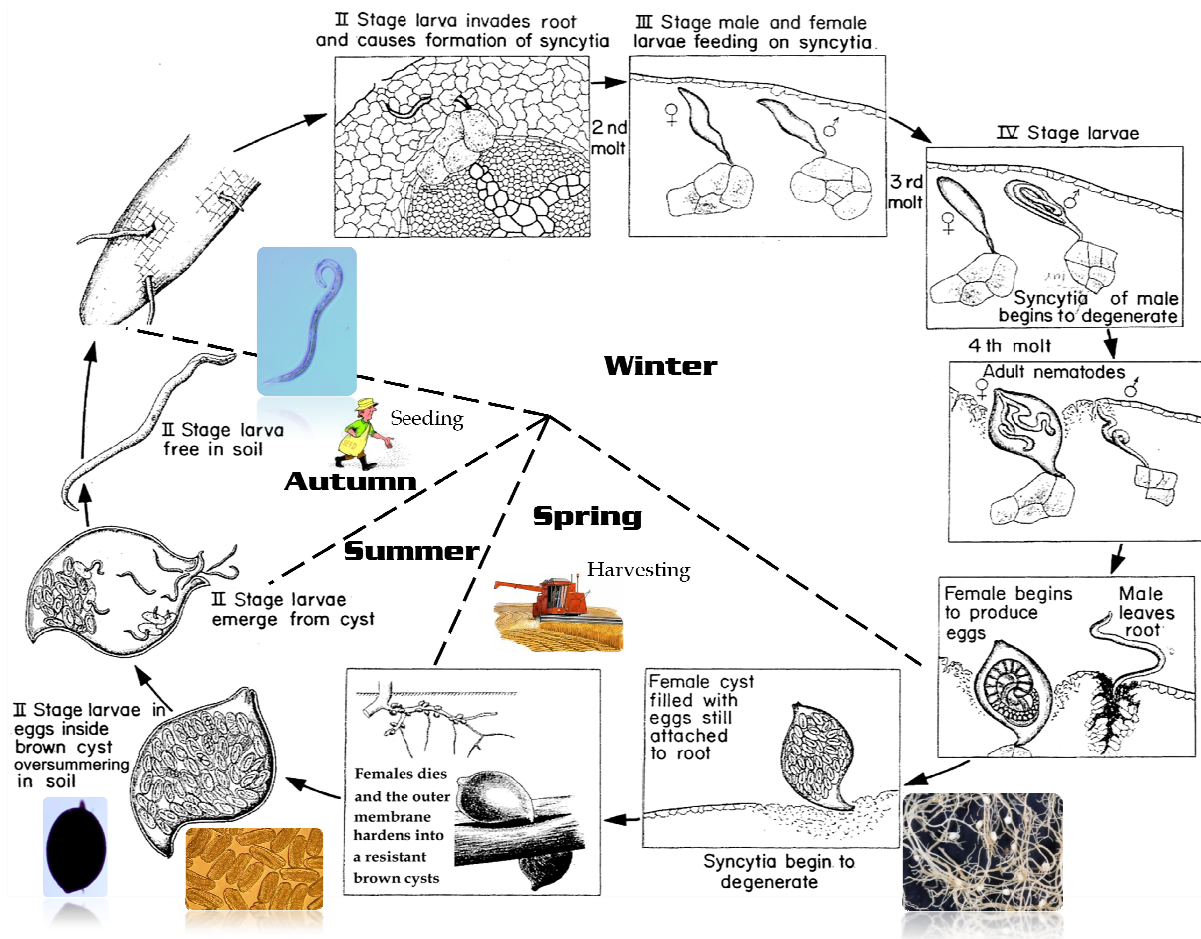 II Stage larva invades root
and causes formation of syncytia
2 nd
molt
III Stage male and female
larvae feeding on syncytia.
♀
♂
3 rd
molt
IV Stage larvae
♀
♂
Syncytia of male
begins to degenerate
4 th molt
Adult nematodes
♀
♂
Female begins
to produce
eggs
Male
leaves
root
Female cyst
filled with
eggs still
attached
to root
Syncytia begin to
degenerate
Females dies
and the outer
membrane
hardens into
a resistant
brown cysts
II Stage larvae in
eggs inside
brown cyst
oversummering
in soil
II Stage larvae
emerge from cyst
II Stage larva
free in soil
Winter
Seeding
SEED
Autumn
Spring
Summer
Harvesting